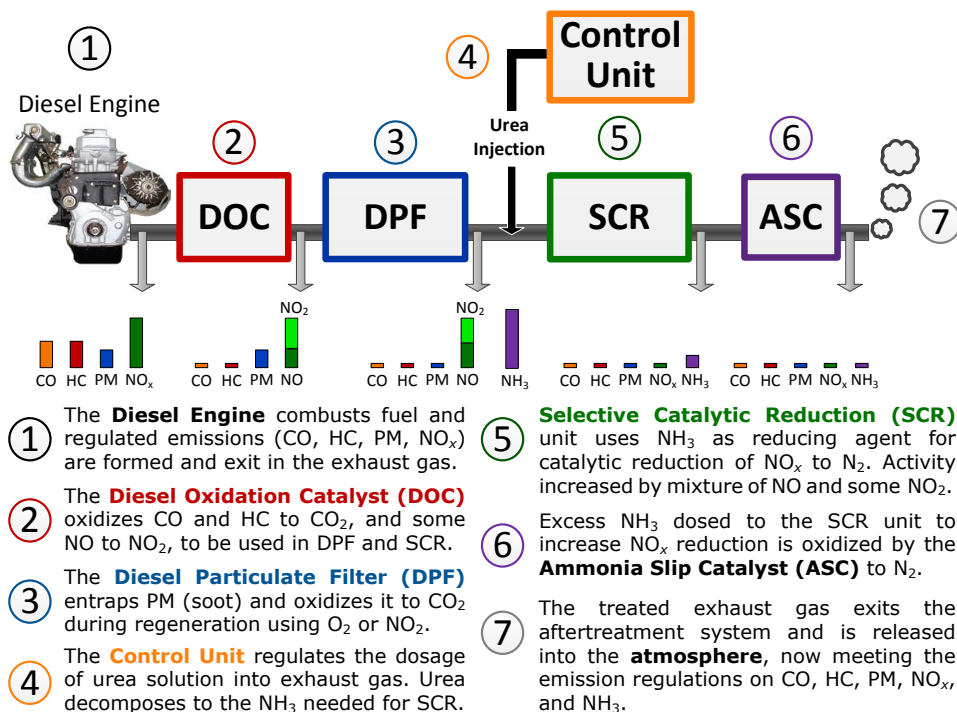 1
Diesel Engine
4
Control
Unit
Urea
Injection
2
3
5
6
7
DOC
DPF
SCR
ASC
CO HC PM NOₓ
NO₂
CO HC PM NO
NO₂
CO HC PM NO NH₃
CO HC PM NOₓ NH₃
CO HC PM NOₓ NH₃
1
The Diesel Engine combusts fuel and
regulated emissions (CO, HC, PM, NOₓ)
are formed and exit in the exhaust gas.
2
The Diesel Oxidation Catalyst (DOC)
oxidizes CO and HC to CO₂, and some
NO to NO₂, to be used in DPF and SCR.
3
The Diesel Particulate Filter (DPF)
entraps PM (soot) and oxidizes it to CO₂
during regeneration using O₂ or NO₂.
4
The Control Unit regulates the dosage
of urea solution into exhaust gas. Urea
decomposes to the NH₃ needed for SCR.
5
Selective Catalytic Reduction (SCR)
unit uses NH₃ as reducing agent for
catalytic reduction of NOₓ to N₂. Activity
increased by mixture of NO and some NO₂.
6
Excess NH₃ dosed to the SCR unit to
increase NOₓ reduction is oxidized by the
Ammonia Slip Catalyst (ASC) to N₂.
7
The treated exhaust gas exits the
aftertreatment system and is released
into the atmosphere, now meeting the
emission regulations on CO, HC, PM, NOₓ,
and NH₃.